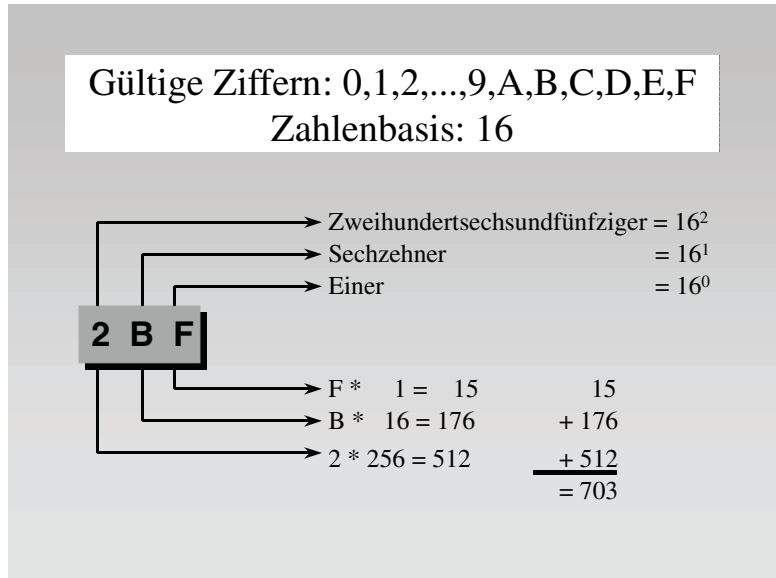 Gültige Ziffern: 0,1,2,...,9,A,B,C,D,E,F
Zahlenbasis: 16
Zweihundertsechsundfünfziger = 16²
Sechzehner = 16¹
Einer = 16⁰
2 B F
F * 1 = 15 15
B * 16 = 176 + 176
2 * 256 = 512 + 512
= 703